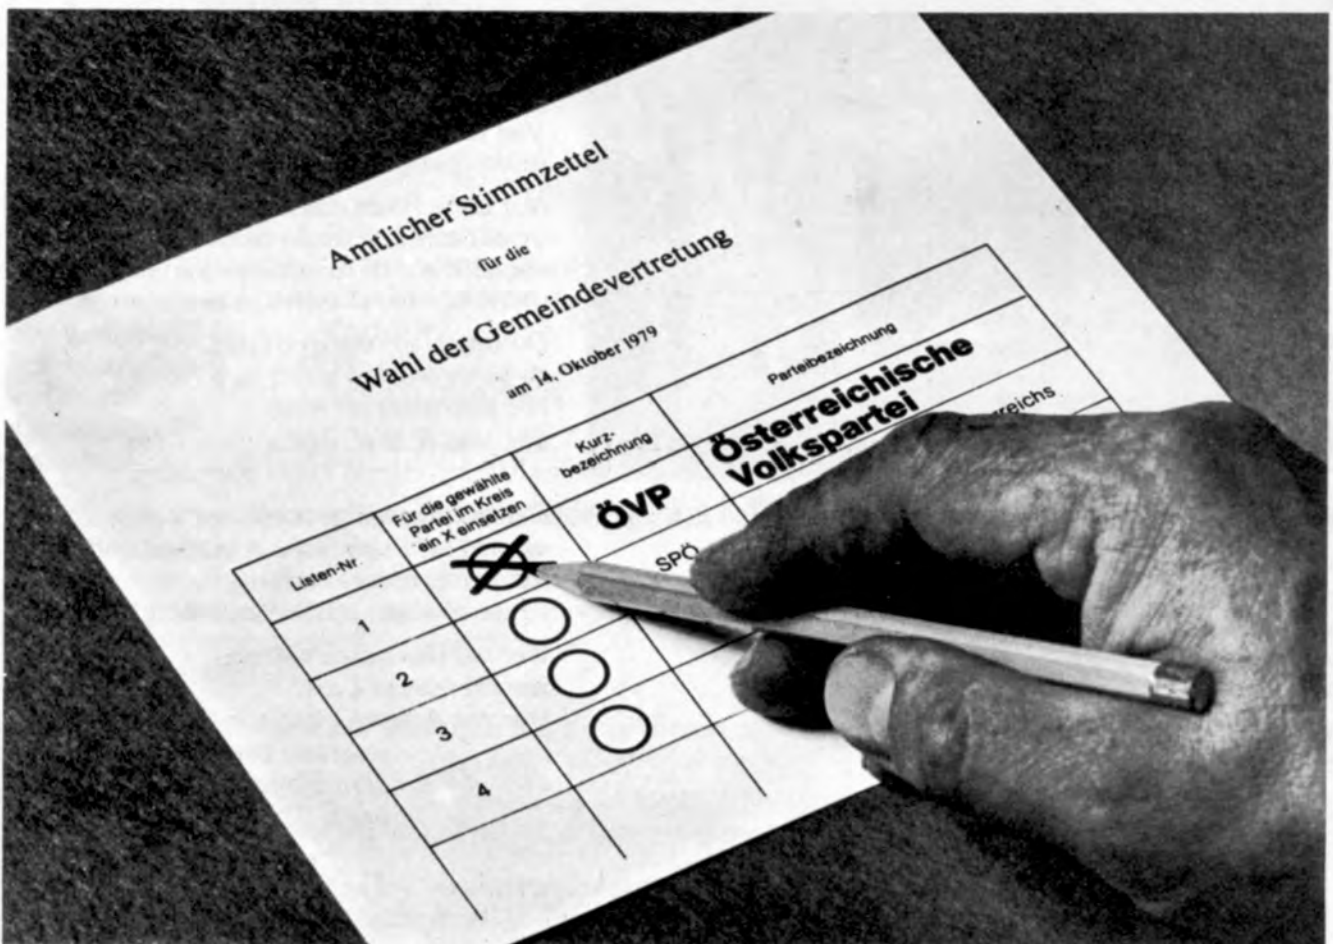 Amtlicher Stimmzettel
für die
Wahl der Gemeindevertretung
am 14. Oktober 1979
Listen-Nr.
Für die gewählte
Partei im Kreis
ein X einsetzen
Kurz-
bezeichnung
Parteibezeichnung
1
ÖVP
Österreichische
Volkspartei
2
SPÖ
3
4